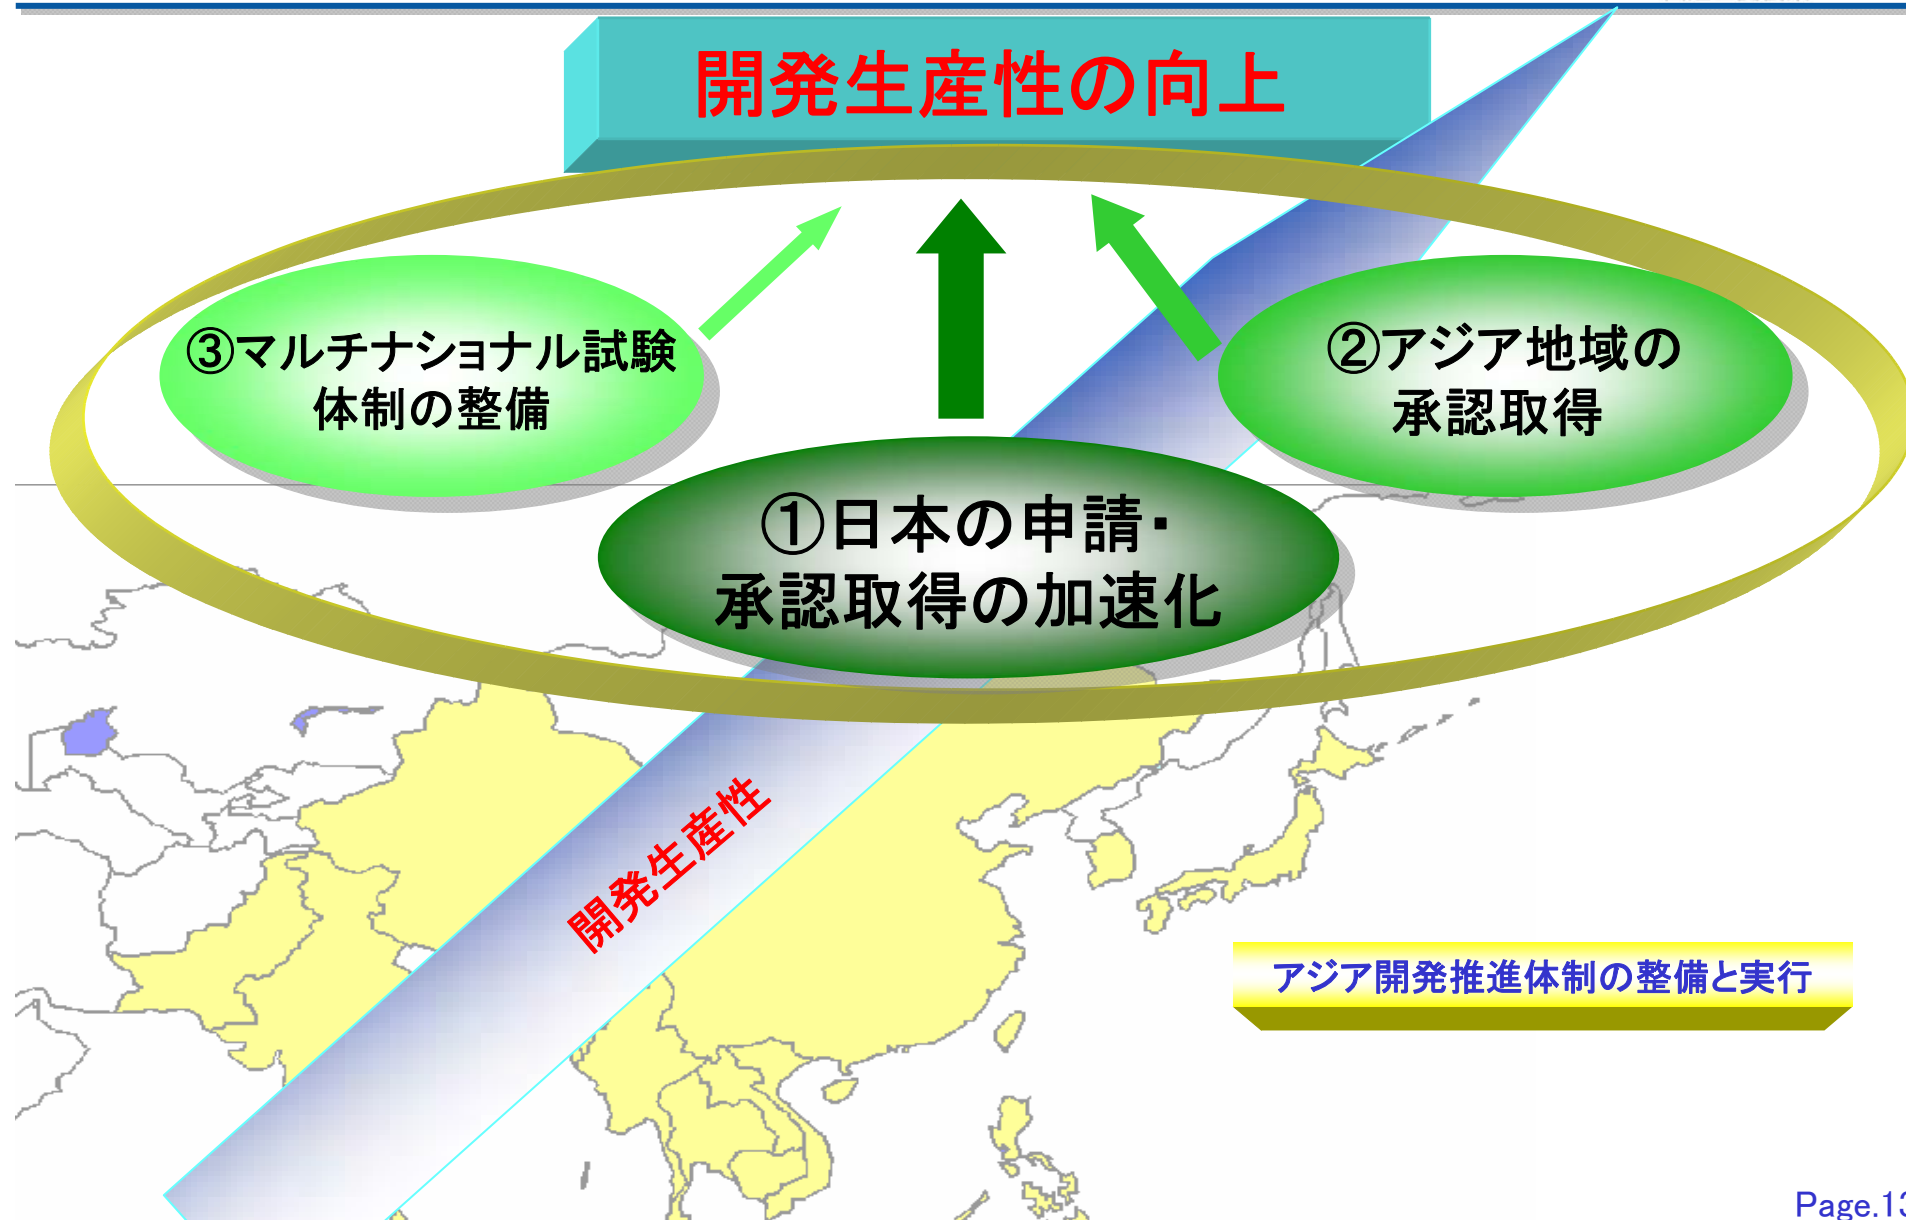 開発生産性の向上
③マルチナショナル試験
体制の整備
②アジア地域の
承認取得
①日本の申請・
承認取得の加速化
開発生産性
アジア開発推進体制の整備と実行
Page.13